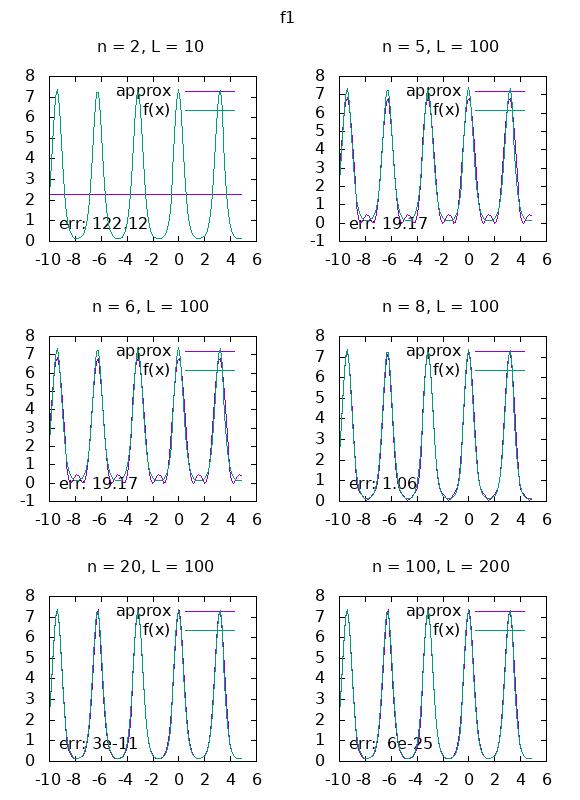 f1
n = 2, L = 10
8
7
6
5
4
3
2
1
0
approx
f(x)
err: 122.12
-10 -8 -6 -4 -2 0 2 4 6
n = 5, L = 100
8
7
6
5
4
3
2
1
0
-1
approx
f(x)
err: 19.17
-10 -8 -6 -4 -2 0 2 4 6
n = 6, L = 100
8
7
6
5
4
3
2
1
0
-1
approx
f(x)
err: 19.17
-10 -8 -6 -4 -2 0 2 4 6
n = 8, L = 100
8
7
6
5
4
3
2
1
0
approx
f(x)
err: 1.06
-10 -8 -6 -4 -2 0 2 4 6
n = 20, L = 100
8
7
6
5
4
3
2
1
0
approx
f(x)
err: 3e-11
-10 -8 -6 -4 -2 0 2 4 6
n = 100, L = 200
8
7
6
5
4
3
2
1
0
approx
f(x)
err: 6e-25
-10 -8 -6 -4 -2 0 2 4 6